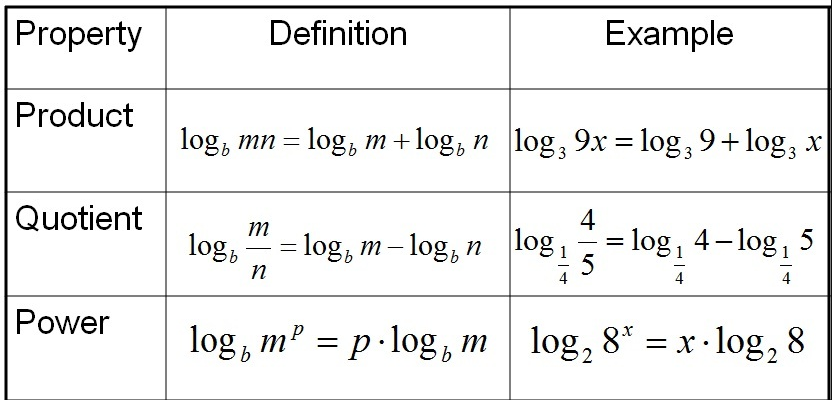 Property Definition Example
Product log_b mn = log_b m + log_b n log_3 9x = log_3 9 + log_3 x
Quotient log_b m/n = log_b m − log_b n log_{1/4} 4/5 = log_{1/4} 4 − log_{1/4} 5
Power log_b m^p = p · log_b m log_2 8^x = x · log_2 8